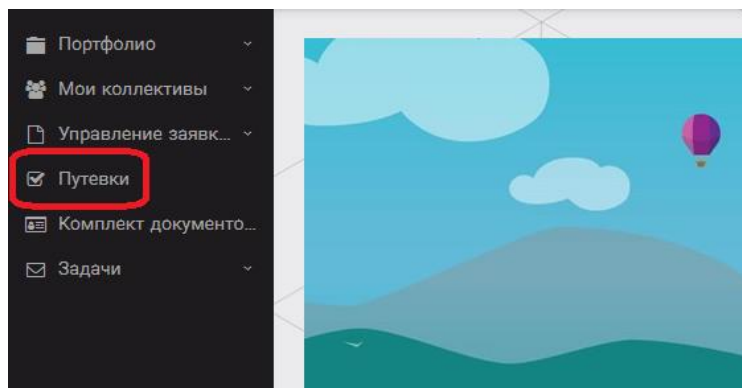 Портфолио
Мои коллективы
Управление заявк...
Путевки
Комплект документо...
Задачи